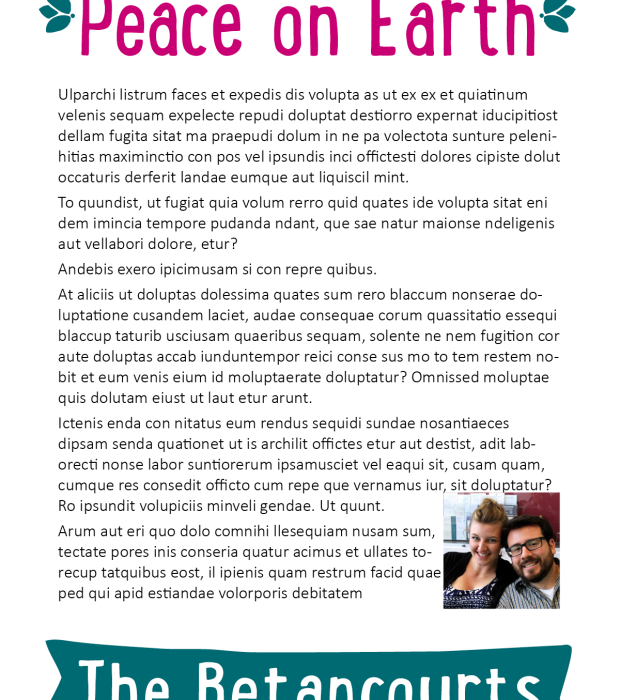 Peace on Earth
Ulparchi listrum faces et expedis dis volupta as ut ex ex et quiatinum
velenis sequam expelecte repudi doluptat destiorro expernat iducipitiost
dellam fugita sitat ma praepudi dolum in ne pa volectota sunture peleni-
hitias maximinctio con pos vel ipsundis inci offictesti dolores cipiste dolut
occaturis derferit landae eumque aut liquiscil mint.
To quundist, ut fugiat quia volum rerro quid quates ide volupta sitat eni
dem imincia tempore pudanda ndant, que sae natur maionse ndeligenis
aut vellabori dolore, etur?
Andebis exero ipicimusam si con repre quibus.
At aliciis ut doluptas dolessima quates sum rero blaccum nonserae do-
luptatione cusandem laciet, audae consequae corum quassitatio essequi
blaccup taturib usciusam quaeribus sequam, solente ne nem fugition cor
aute doluptas accab iunduntempor reici conse sus mo to tem restem no-
bit et eum venis eium id moluptaerate doluptatur? Omnissed moluptae
quis dolutam eiust ut laut etur arunt.
Ictenis enda con nitatus eum rendus sequidi sundae nosantiaeces
dipsam senda quationet ut is archilit offictes etur aut destist, adit lab-
orecti nonse labor suntiorerum ipsamusciet vel eaqui sit, cusam quam,
cumque res consedit officto cum repe que vernamus iur, sit doluptatur?
Ro ipsundit volupiciis minveli gendae. Ut quunt.
Arum aut eri quo dolo comnihi llesequiam nusam sum,
tectate pores inis conseria quatur acimus et ullates to-
recup tatquibus eost, il ipienis quam restrum facid quae
ped qui apid estiandae volorporis debitatem
The Betancourts